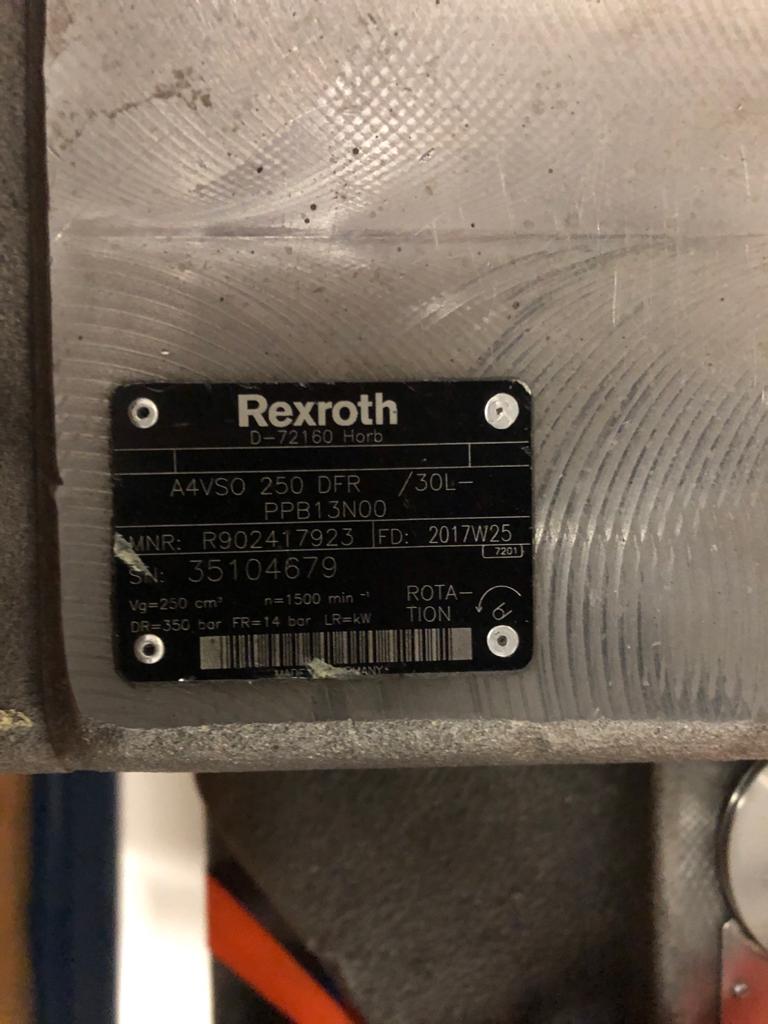 Rexroth
D-72160 Horb
A4VSO 250 DFR /30L-
PPB13N00
MNR: R902417923 FD: 2017W25
7201
SN: 35104679
Vg=250 cm³ n=1500 min⁻¹
ROTA-
TION
DR=350 bar FR=14 bar LR=kW
MADE